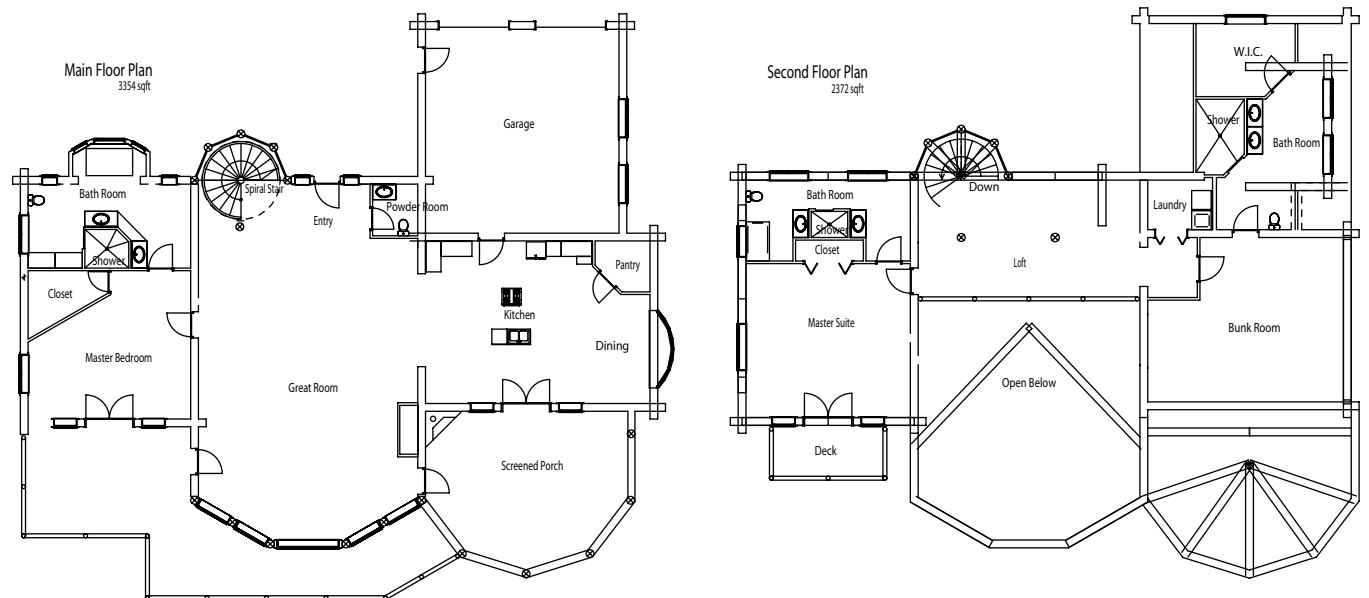 Main Floor Plan
3354 sqft
Garage
Bath Room
Spiral Stair
Entry
Powder Room
Shower
Pantry
Closet
Kitchen
Dining
Master Bedroom
Great Room
Screened Porch
Second Floor Plan
2372 sqft
W.I.C.
Shower
Bath Room
Down
Bath Room
Laundry
Shower
Closet
Loft
Master Suite
Bunk Room
Open Below
Deck